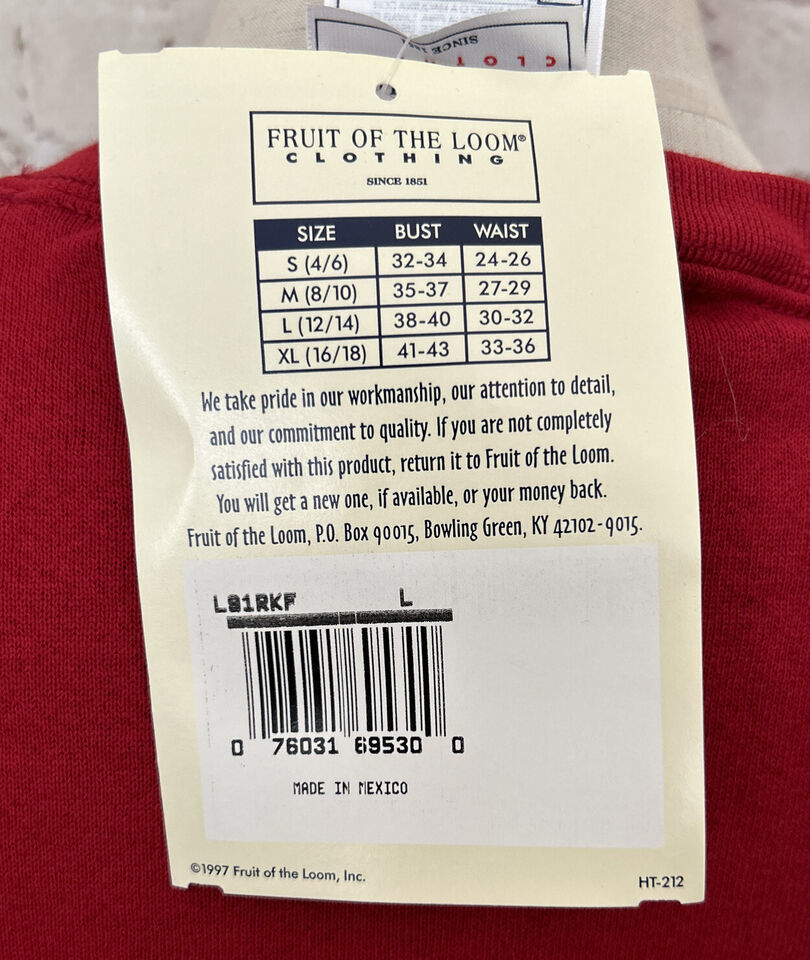 SINCE
C L O T
FRUIT OF THE LOOM®
CLOTHING
SINCE 1851
SIZE BUST WAIST
S (4/6) 32-34 24-26
M (8/10) 35-37 27-29
L (12/14) 38-40 30-32
XL (16/18) 41-43 33-36
We take pride in our workmanship, our attention to detail,
and our commitment to quality. If you are not completely
satisfied with this product, return it to Fruit of the Loom.
You will get a new one, if available, or your money back.
Fruit of the Loom, P.O. Box 90015, Bowling Green, KY 42102-9015.
L81RKF L
0 76031 69530 0
MADE IN MEXICO
©1997 Fruit of the Loom, Inc.
HT-212